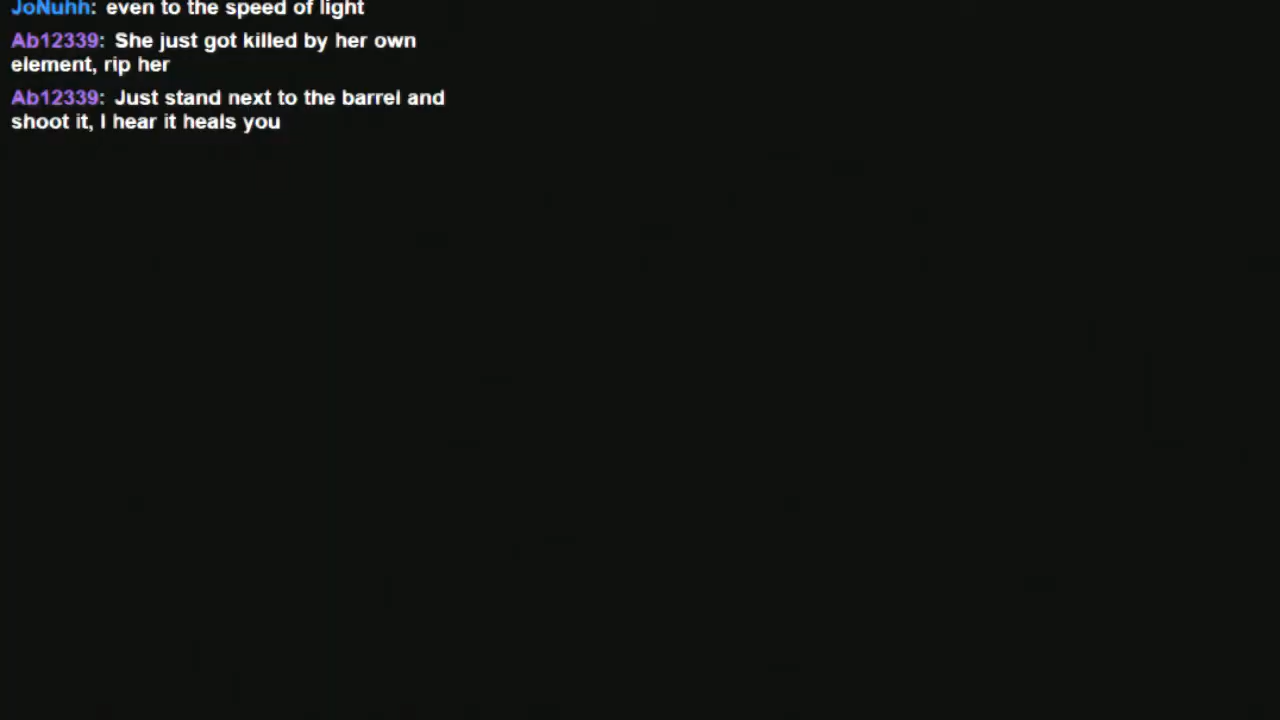 JoNuhh: even to the speed of light
Ab12339: She just got killed by her own
element, rip her
Ab12339: Just stand next to the barrel and
shoot it, I hear it heals you